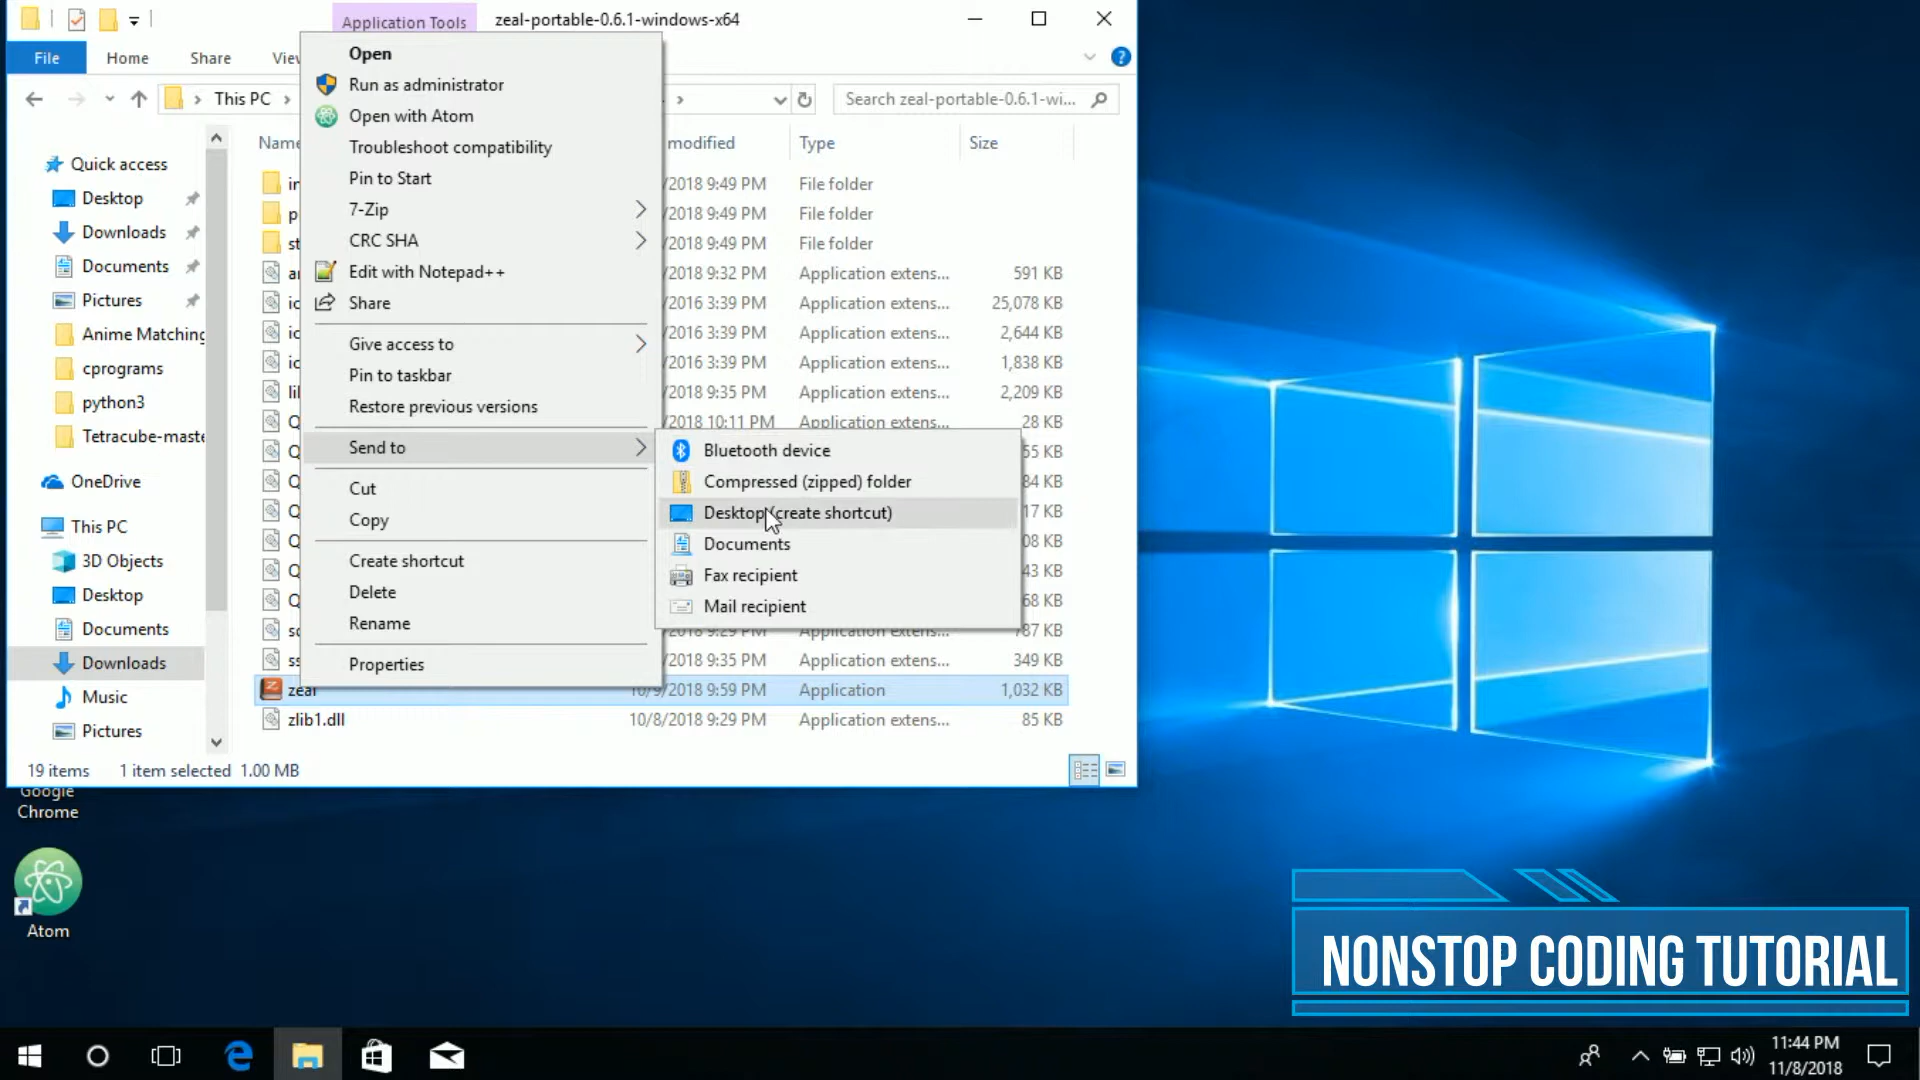 Application Tools
zeal-portable-0.6.1-windows-x64
File
Home
Share
View
This PC
Search zeal-portable-0.6.1-wi...
Name
modified
Type
Size
Quick access
Desktop
Downloads
Documents
Pictures
Anime Matching
cprograms
python3
Tetracube-maste
OneDrive
This PC
3D Objects
Desktop
Documents
Downloads
Music
Pictures
Open
Run as administrator
Open with Atom
Troubleshoot compatibility
Pin to Start
7-Zip
CRC SHA
Edit with Notepad++
Share
Give access to
Pin to taskbar
Restore previous versions
Send to
Cut
Copy
Create shortcut
Delete
Rename
Properties
Bluetooth device
Compressed (zipped) folder
Desktop (create shortcut)
Documents
Fax recipient
Mail recipient
/2018 9:49 PM File folder
/2018 9:49 PM File folder
/2018 9:49 PM File folder
/2018 9:32 PM Application extens... 591 KB
/2016 3:39 PM Application extens... 25,078 KB
/2016 3:39 PM Application extens... 2,644 KB
/2016 3:39 PM Application extens... 1,838 KB
/2018 9:35 PM Application extens... 2,209 KB
/2018 10:11 PM Application extens... 28 KB
55 KB
84 KB
17 KB
08 KB
43 KB
68 KB
/2018 9:29 PM Application extens... 787 KB
/2018 9:35 PM Application extens... 349 KB
zeal 10/9/2018 9:59 PM Application 1,032 KB
zlib1.dll 10/8/2018 9:29 PM Application extens... 85 KB
19 items 1 item selected 1.00 MB
Google
Chrome
Atom
NONSTOP CODING TUTORIAL
11:44 PM
11/8/2018